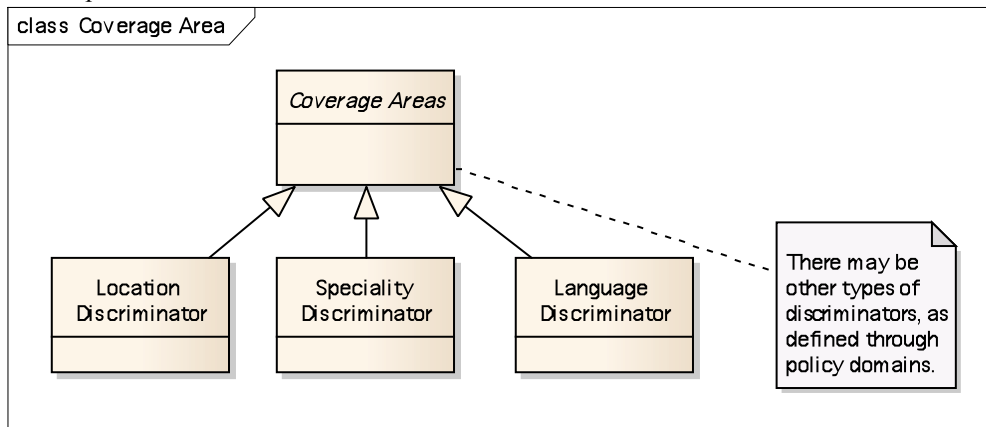 class Coverage Area
Coverage Areas
Location
Discriminator
Speciality
Discriminator
Language
Discriminator
There may be
other types of
discriminators, as
defined through
policy domains.